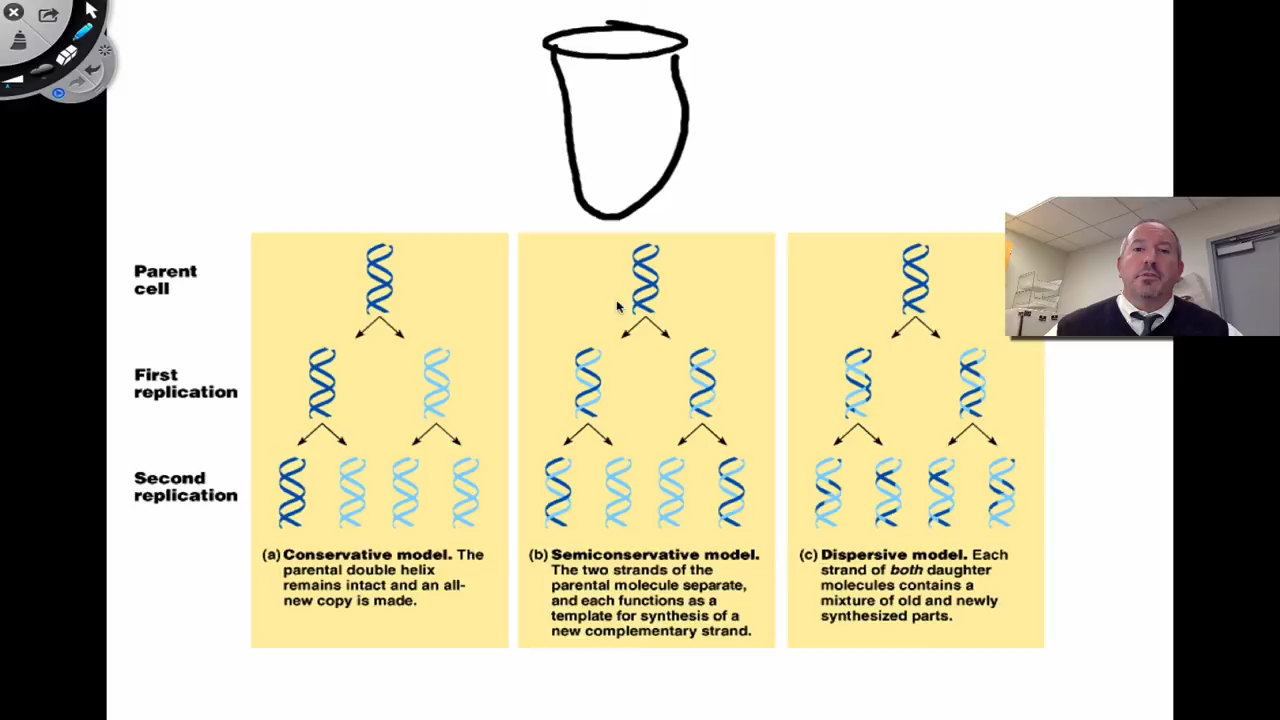 Parent
cell
First
replication
Second
replication
(a) Conservative model. The
parental double helix
remains intact and an all-
new copy is made.
(b) Semiconservative model.
The two strands of the
parental molecule separate,
and each functions as a
template for synthesis of a
new complementary strand.
(c) Dispersive model. Each
strand of both daughter
molecules contains a
mixture of old and newly
synthesized parts.